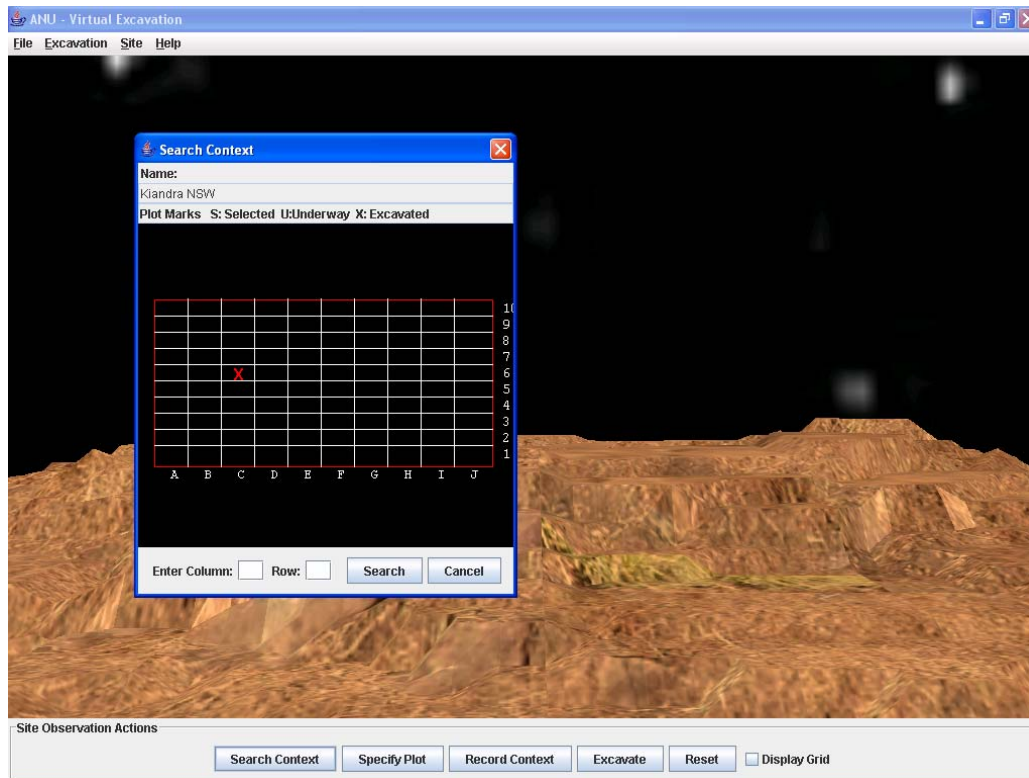 ANU - Virtual Excavation
File Excavation Site Help
Search Context
Name:
Kiandra NSW
Plot Marks S: Selected U:Underway X: Excavated
10
9
8
7
X 6
5
4
3
2
1
A B C D E F G H I J
Enter Column: Row: Search Cancel
Site Observation Actions
Search Context Specify Plot Record Context Excavate Reset Display Grid